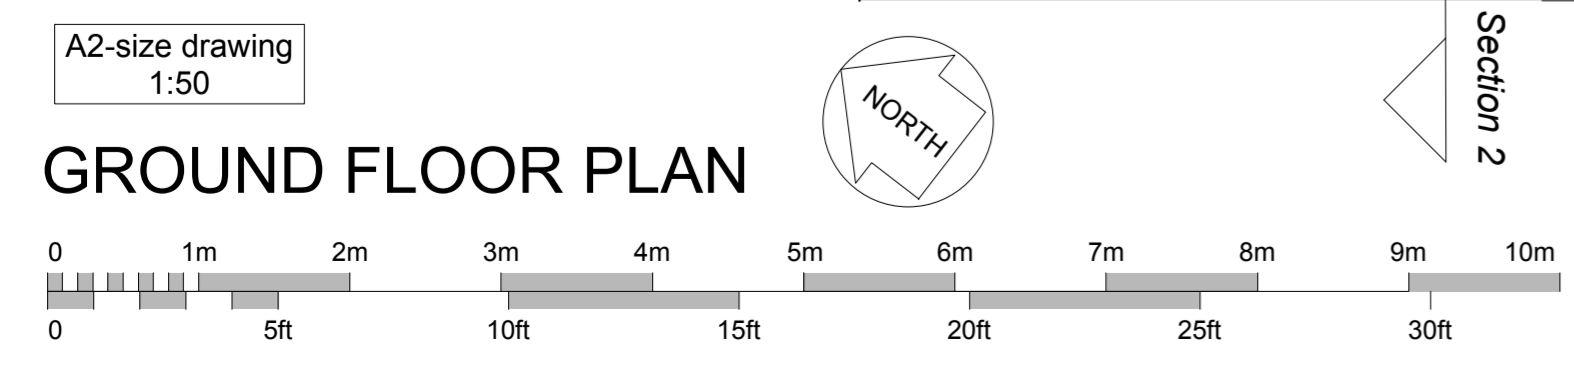 A2-size drawing
1:50
GROUND FLOOR PLAN
NORTH
Section 2
0 1m 2m 3m 4m 5m 6m 7m 8m 9m 10m
0 5ft 10ft 15ft 20ft 25ft 30ft